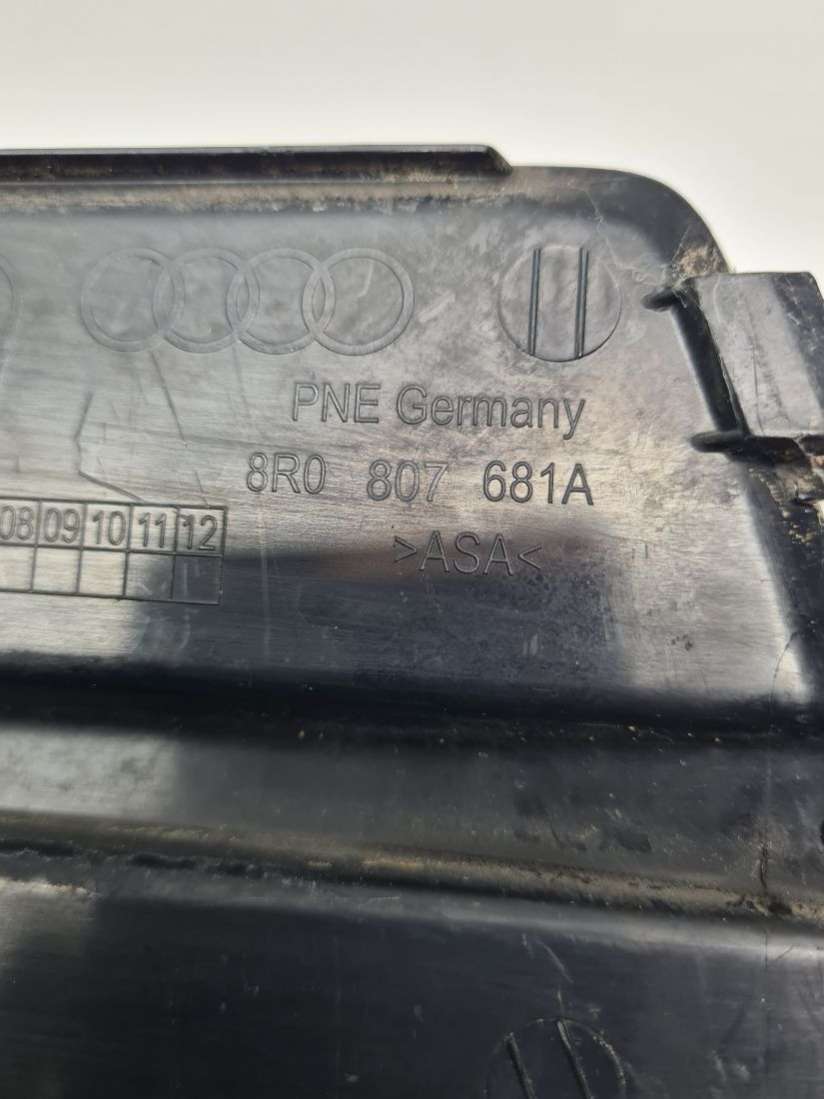 PNE Germany
8R0 807 681A
08 09 10 11 12
>ASA<